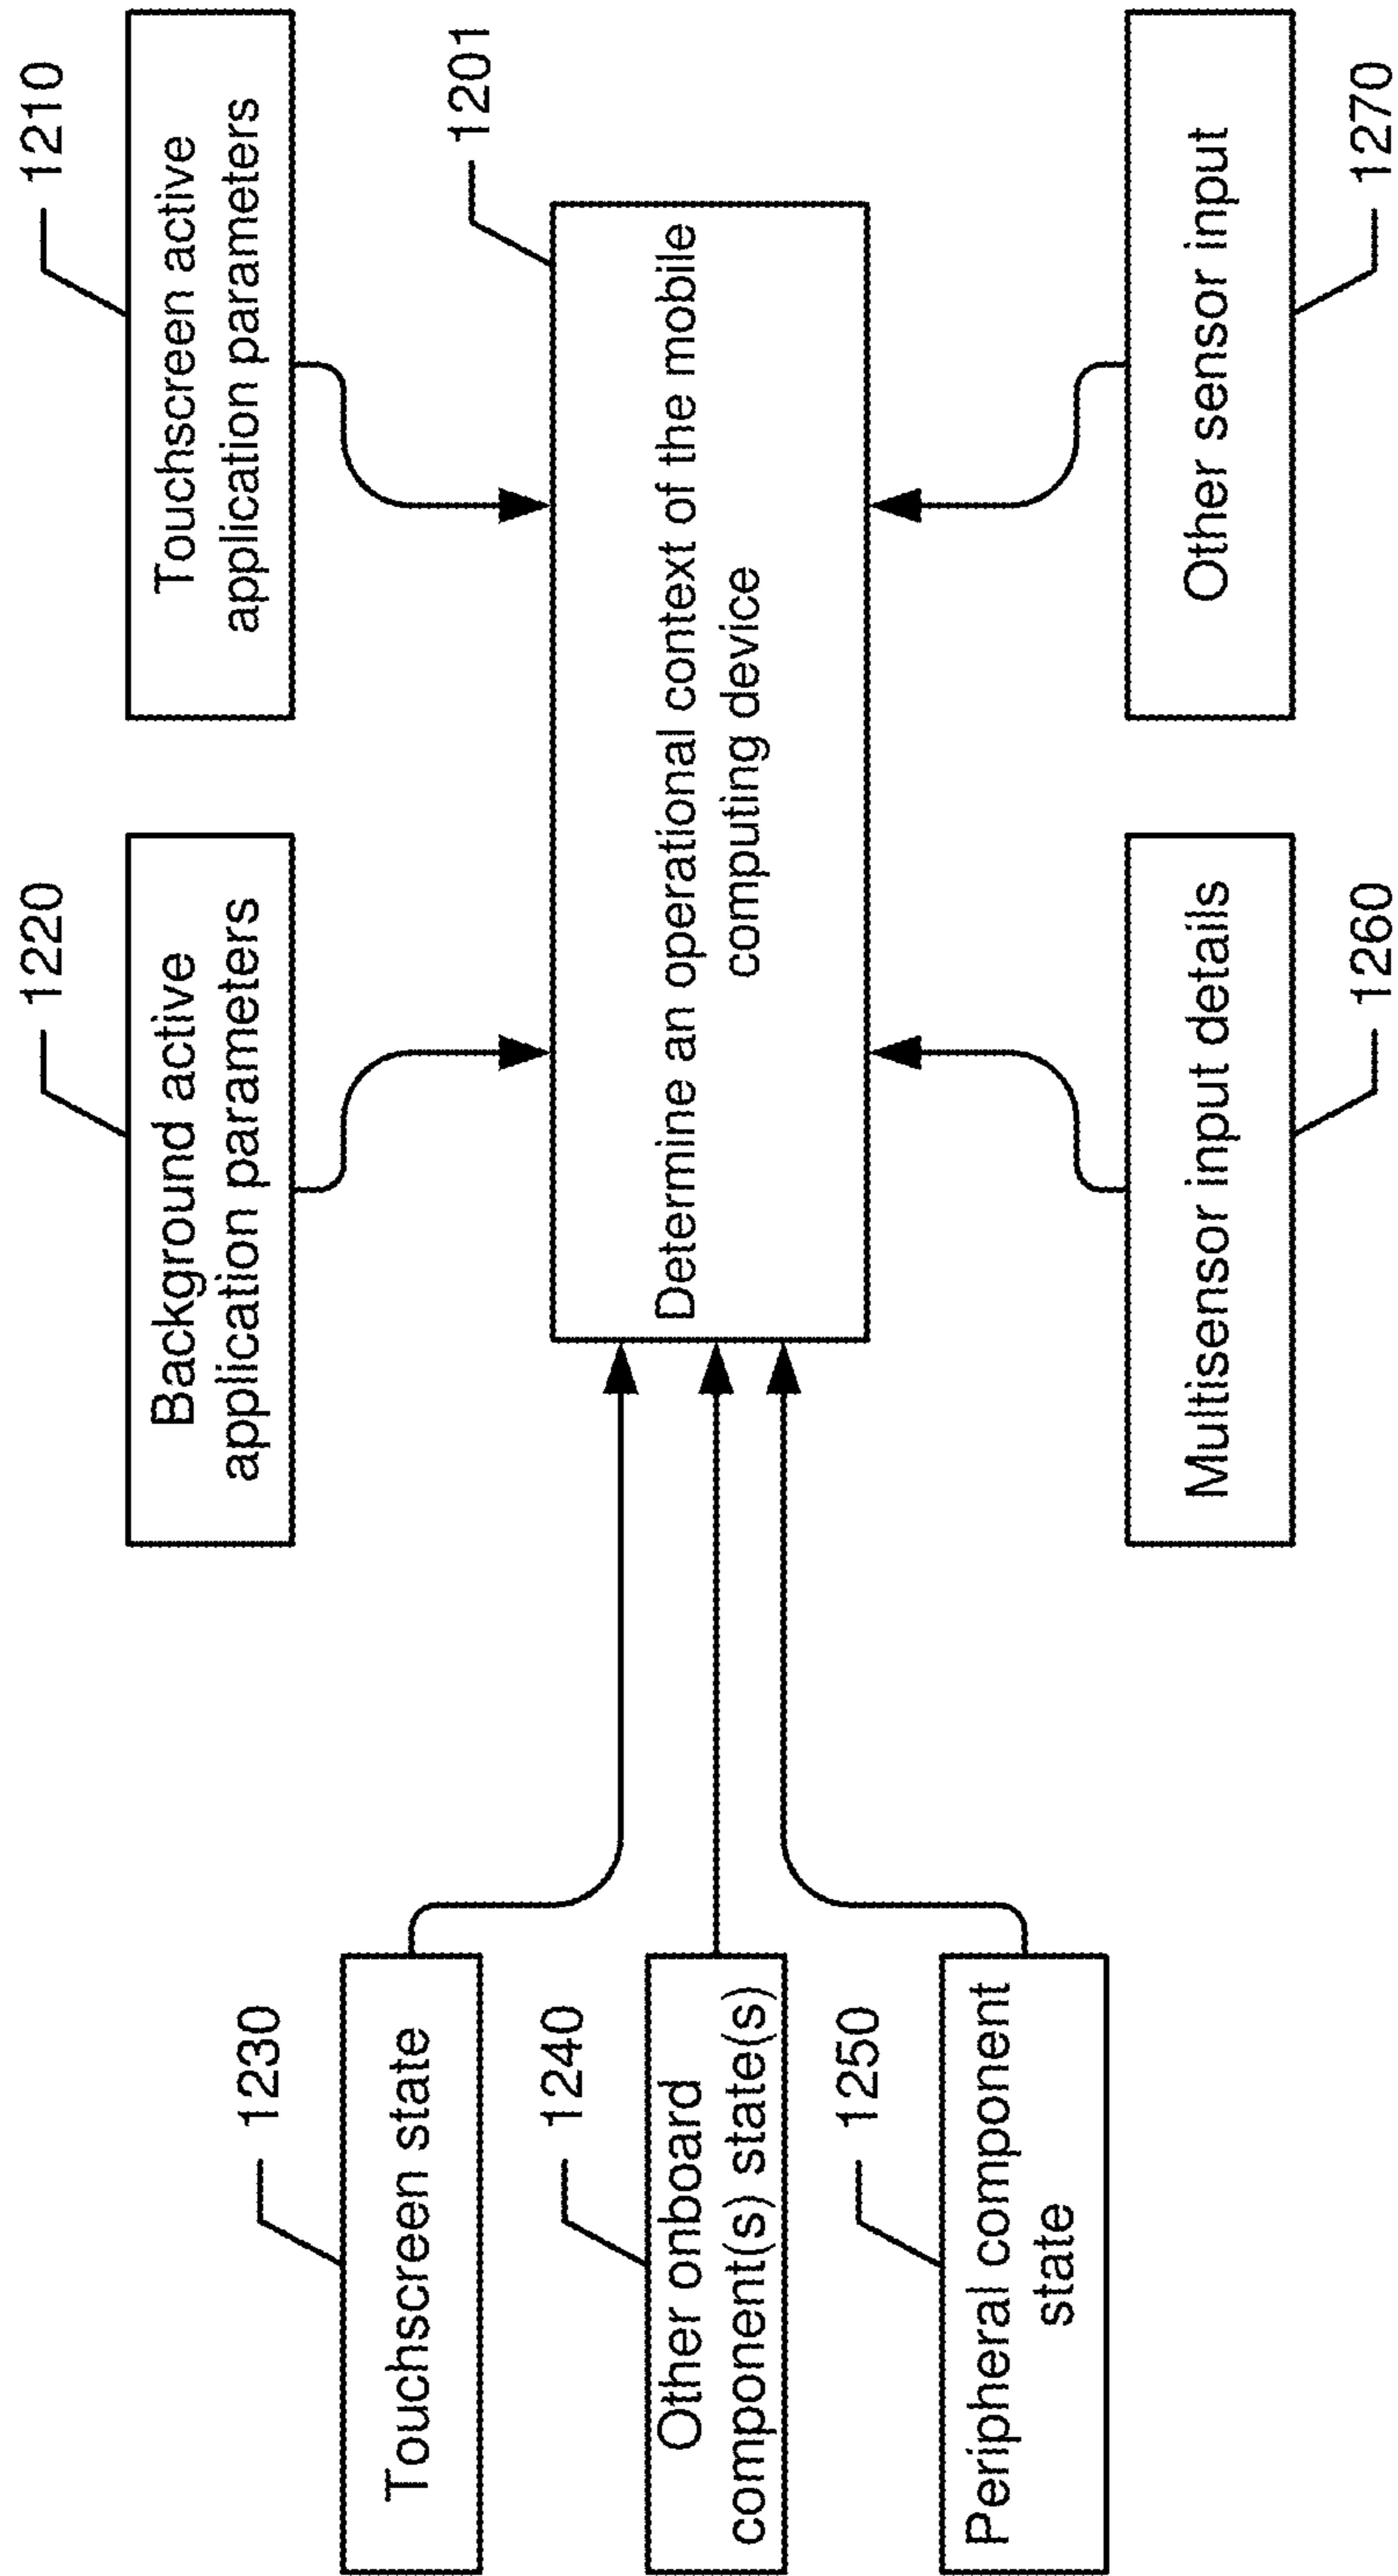 1220
Background active
application parameters
1210
Touchscreen active
application parameters
1230
Touchscreen state
1240
Other onboard
component(s) state(s)
1250
Peripheral component
state
1201
Determine an operational context of the mobile
computing device
Multisensor input details
1260
Other sensor input
1270